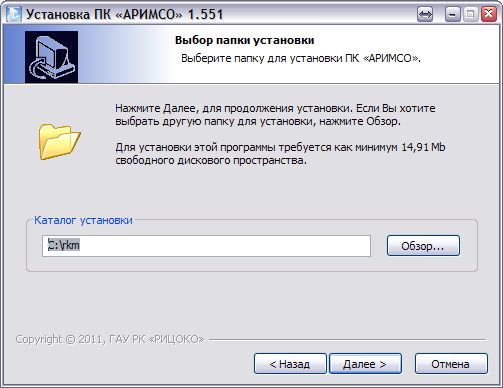 Установка ПК «АРИМСО» 1.551
Выбор папки установки
Выберите папку для установки ПК «АРИМСО».
Нажмите Далее, для продолжения установки. Если Вы хотите
выбрать другую папку для установки, нажмите Обзор.
Для установки этой программы требуется как минимум 14,91 Mb
свободного дискового пространства.
Каталог установки
C:\rkm
Обзор...
Copyright © 2011, ГАУ РК «РИЦОКО»
< Назад
Далее >
Отмена